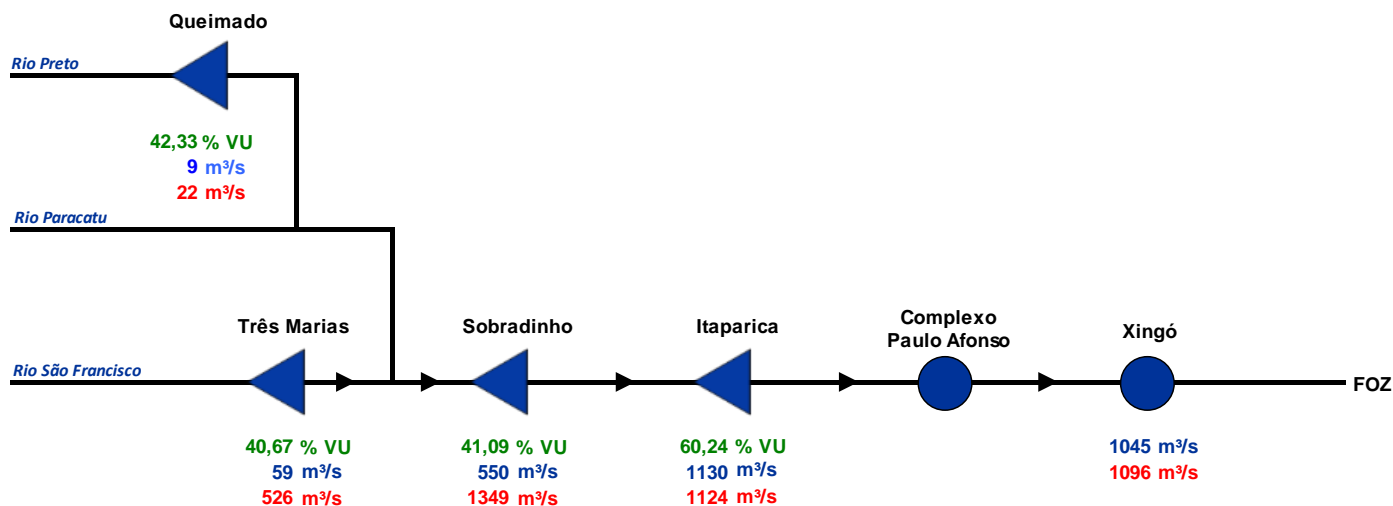 Queimado
Rio Preto
42,33 % VU
9 m³/s
22 m³/s
Rio Paracatu
Três Marias
Sobradinho
Itaparica
Complexo
Paulo Afonso
Xingó
Rio São Francisco
FOZ
40,67 % VU
59 m³/s
526 m³/s
41,09 % VU
550 m³/s
1349 m³/s
60,24 % VU
1130 m³/s
1124 m³/s
1045 m³/s
1096 m³/s